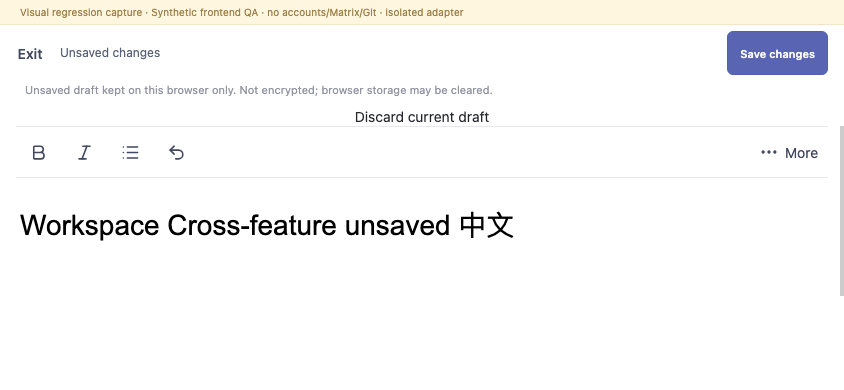 Visual regression capture · Synthetic frontend QA · no accounts/Matrix/Git · isolated adapter
Exit
Unsaved changes
Save changes
Unsaved draft kept on this browser only. Not encrypted; browser storage may be cleared.
Discard current draft
B I ••• More
Workspace Cross-feature unsaved 中文